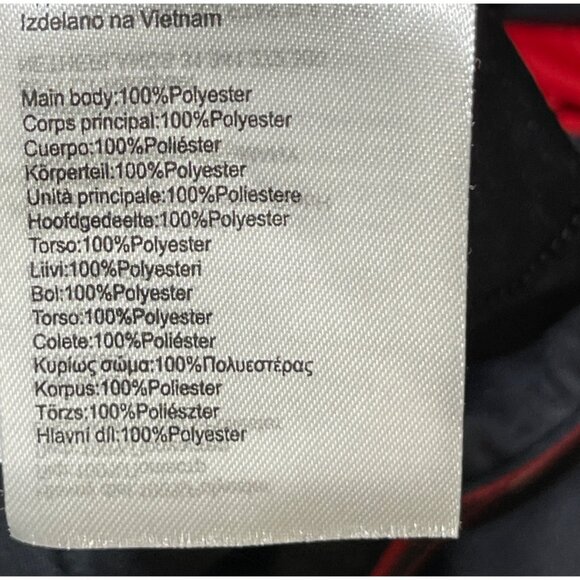 Izdelano na Vietnam
Main body:100%Polyester
Corps principal:100%Polyester
Cuerpo:100%Poliéster
Körperteil:100%Polyester
Unità principale:100%Poliestere
Hoofdgedeelte:100%Polyester
Torso:100%Polyester
Liivi:100%Polyesteri
Bol:100%Polyester
Torso:100%Polyester
Colete:100%Poliéster
Κυρίως σώμα:100%Πολυεστέρας
Korpus:100%Poliester
Törzs:100%Poliészter
Hlavní díl:100%Polyester